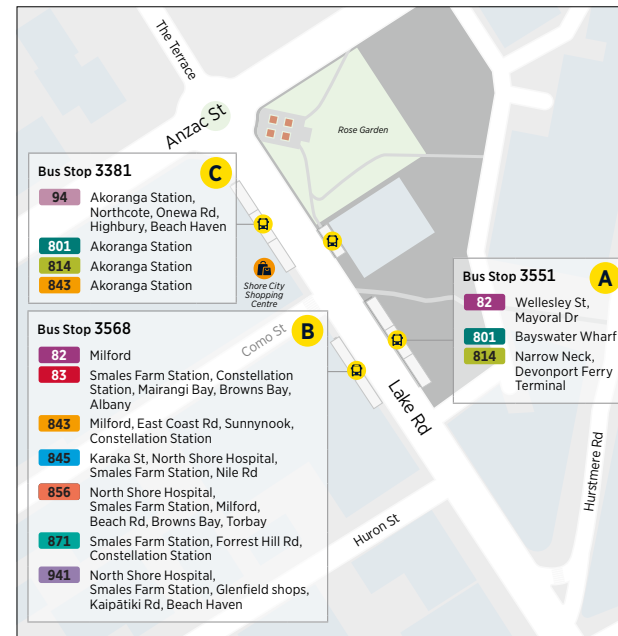 The Terrace
Anzac St
Rose Garden
Bus Stop 3381
C
94 Akoranga Station,
Northcote, Onewa Rd,
Highbury, Beach Haven
801 Akoranga Station
814 Akoranga Station
843 Akoranga Station
Shore City
Shopping
Centre
Bus Stop 3551
A
82 Wellesley St,
Mayoral Dr
801 Bayswater Wharf
814 Narrow Neck,
Devonport Ferry
Terminal
Como St
Bus Stop 3568
B
82 Milford
83 Smales Farm Station, Constellation
Station, Mairangi Bay, Browns Bay,
Albany
843 Milford, East Coast Rd, Sunnynook,
Constellation Station
845 Karaka St, North Shore Hospital,
Smales Farm Station, Nile Rd
856 North Shore Hospital,
Smales Farm Station, Milford,
Beach Rd, Browns Bay, Torbay
871 Smales Farm Station, Forrest Hill Rd,
Constellation Station
941 North Shore Hospital,
Smales Farm Station, Glenfield shops,
Kaipātiki Rd, Beach Haven
Lake Rd
Huron St
Hurstmere Rd